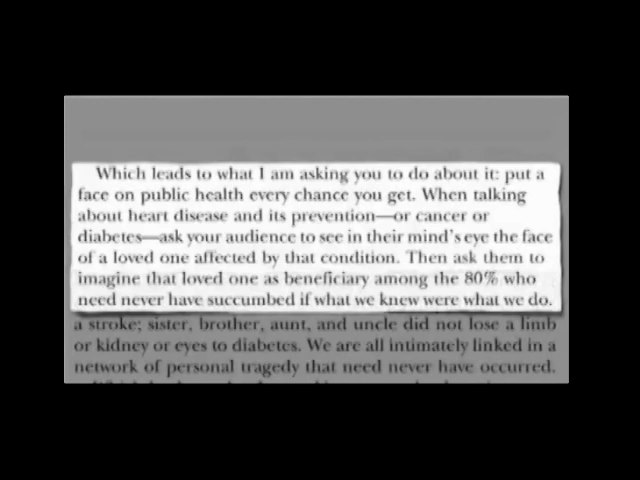 Which leads to what I am asking you to do about it: put a
face on public health every chance you get. When talking
about heart disease and its prevention—or cancer or
diabetes—ask your audience to see in their mind's eye the face
of a loved one affected by that condition. Then ask them to
imagine that loved one as beneficiary among the 80% who
need never have succumbed if what we knew were what we do.
a stroke; sister, brother, aunt, and uncle did not lose a limb
or kidney or eyes to diabetes. We are all intimately linked in a
network of personal tragedy that need never have occurred.